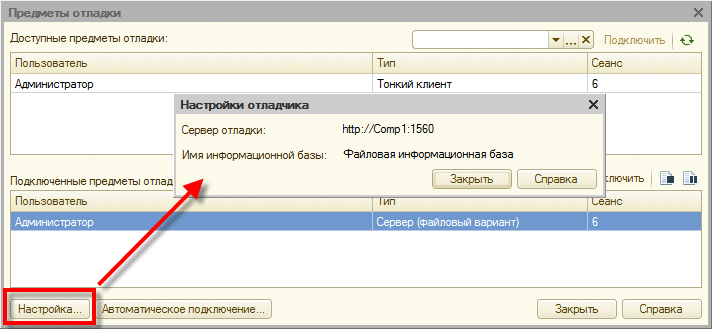 Предметы отладки
Доступные предметы отладки:
... Подключить
Пользователь Тип Сеанс
Администратор Тонкий клиент 6
Настройки отладчика
Сервер отладки: http://Comp1:1560
Имя информационной базы: Файловая информационная база
Закрыть Справка
Подключенные предметы отлад ключить
Пользователь Тип Сеанс
Администратор Сервер (файловый вариант) 6
Настройка... Автоматическое подключение... Закрыть Справка